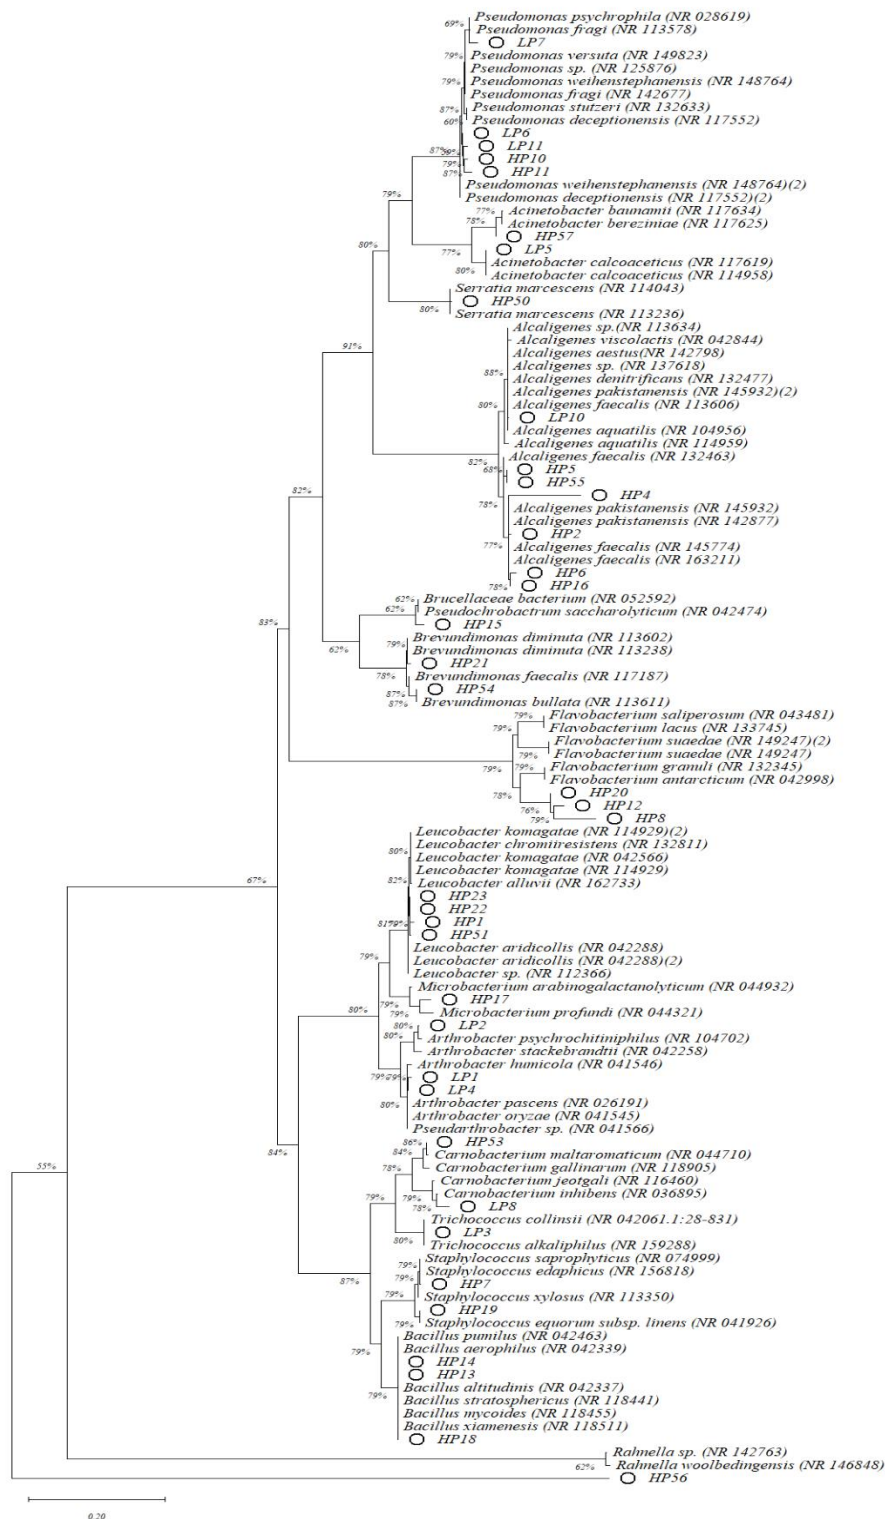 Pseudomonas psychrophila (NR 028619)
69%
Pseudomonas fragi (NR 113578)
LP7
79%
Pseudomonas versuta (NR 149823)
Pseudomonas sp. (NR 125876)
79%
Pseudomonas weihenstephanensis (NR 148764)
Pseudomonas fragi (NR 142677)
87%
Pseudomonas stutzeri (NR 132633)
60%
Pseudomonas deceptionensis (NR 117552)
LP6
LP11
87%
HP10
79%
HP11
87%
Pseudomonas weihenstephanensis (NR 148764)(2)
79%
Pseudomonas deceptionensis (NR 117552)(2)
77%
Acinetobacter baunamii (NR 117634)
78%
Acinetobacter bereziniae (NR 117625)
HP57
80%
LP5
77%
Acinetobacter calcoaceticus (NR 117619)
80%
Acinetobacter calcoaceticus (NR 114958)
Serratia marcescens (NR 114043)
HP50
80%
Serratia marcescens (NR 113236)
Alcaligenes sp.(NR 113634)
Alcaligenes viscolactis (NR 042844)
91%
Alcaligenes aestus(NR 142798)
Alcaligenes sp. (NR 137618)
88%
Alcaligenes denitrificans (NR 132477)
Alcaligenes pakistanensis (NR 145932)(2)
80%
Alcaligenes faecalis (NR 113606)
LP10
Alcaligenes aquatilis (NR 104956)
Alcaligenes aquatilis (NR 114959)
82%
Alcaligenes faecalis (NR 132463)
68%
HP5
HP55
82%
HP4
78%
Alcaligenes pakistanensis (NR 145932)
Alcaligenes pakistanensis (NR 142877)
HP2
77%
Alcaligenes faecalis (NR 145774)
Alcaligenes faecalis (NR 163211)
HP6
78%
HP16
62%
Brucellaceae bacterium (NR 052592)
62%
Pseudochrobactrum saccharolyticum (NR 042474)
83%
HP15
Brevundimonas diminuta (NR 113602)
79%
62%
Brevundimonas diminuta (NR 113238)
HP21
78%
Brevundimonas faecalis (NR 117187)
HP54
87%
87%
Brevundimonas bullata (NR 113611)
79%
Flavobacterium saliperosum (NR 043481)
79%
Flavobacterium lacus (NR 133745)
Flavobacterium suaedae (NR 149247)(2)
79%
Flavobacterium suaedae (NR 149247)
79%
79%
Flavobacterium granuli (NR 132345)
Flavobacterium antarcticum (NR 042998)
78%
HP20
76%
HP12
79%
HP8
Leucobacter komagatae (NR 114929)(2)
Leucobacter chromiiresistens (NR 132811)
80%
Leucobacter komagatae (NR 042566)
Leucobacter komagatae (NR 114929)
67%
82%
Leucobacter alluvii (NR 162733)
HP23
HP22
81%
79%
HP1
HP51
Leucobacter aridicollis (NR 042288)
79%
Leucobacter aridicollis (NR 042288)(2)
Leucobacter sp. (NR 112366)
Microbacterium arabinogalactanolyticum (NR 044932)
HP17
79%
79%
80%
Microbacterium profundi (NR 044321)
80%
LP2
80%
Arthrobacter psychrochitiniphilus (NR 104702)
Arthrobacter stackebrandtii (NR 042258)
Arthrobacter humicola (NR 041546)
79%
79%
LP1
LP4
80%
Arthrobacter pascens (NR 026191)
Arthrobacter oryzae (NR 041545)
Pseudarthrobacter sp. (NR 041566)
86%
HP53
84%
84%
Carnobacterium maltaromaticum (NR 044710)
55%
78%
Carnobacterium gallinarum (NR 118905)
Carnobacterium jeotgali (NR 116460)
79%
Carnobacterium inhibens (NR 036895)
79%
78%
LP8
Trichococcus collinsii (NR 042061.1:28-831)
LP3
80%
Trichococcus alkaliphilus (NR 159288)
79%
Staphylococcus saprophyticus (NR 074999)
87%
79%
Staphylococcus edaphicus (NR 156818)
HP7
79%
Staphylococcus xylosus (NR 113350)
HP19
79%
Staphylococcus equorum subsp. linens (NR 041926)
Bacillus pumilus (NR 042463)
79%
Bacillus aerophilus (NR 042339)
HP14
HP13
79%
Bacillus altitudinis (NR 042337)
Bacillus stratosphericus (NR 118441)
Bacillus mycoides (NR 118455)
Bacillus xiamenesis (NR 118511)
HP18
Rahnella sp. (NR 142763)
62%
Rahnella woolbedingensis (NR 146848)
HP56
0.20